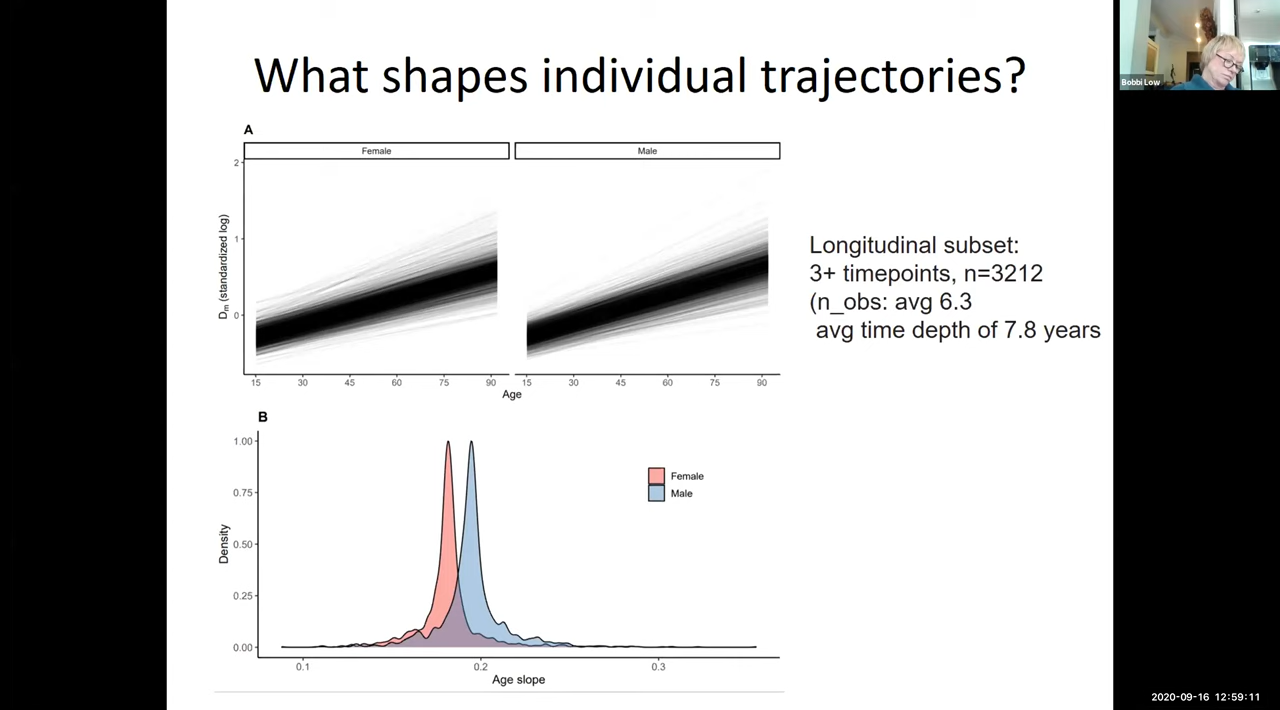 What shapes individual trajectories?
Bobbi Low
A
Female
Male
2
1
0
Dm (standardized log)
15 30 45 60 75 90
15 30 45 60 75 90
Age
Longitudinal subset:
3+ timepoints, n=3212
(n_obs: avg 6.3
avg time depth of 7.8 years
B
1.00
0.75
0.50
0.25
0.00
Density
Female
Male
0.1 0.2 0.3
Age slope
2020-09-16 12:59:11